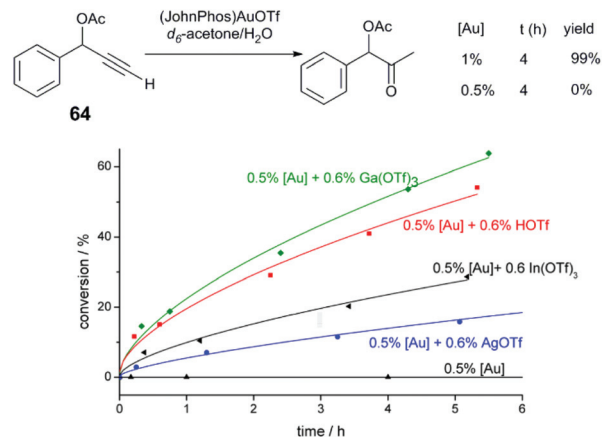 OAc
(JohnPhos)AuOTf
d6-acetone/H2O
H
64
OAc
O
[Au] t (h) yield
1% 4 99%
0.5% 4 0%
conversion / %
60
40
20
0
0.5% [Au] + 0.6% Ga(OTf)3
0.5% [Au] + 0.6% HOTf
0.5% [Au]+ 0.6 In(OTf)3
0.5% [Au] + 0.6% AgOTf
0.5% [Au]
0 1 2 3 4 5 6
time / h